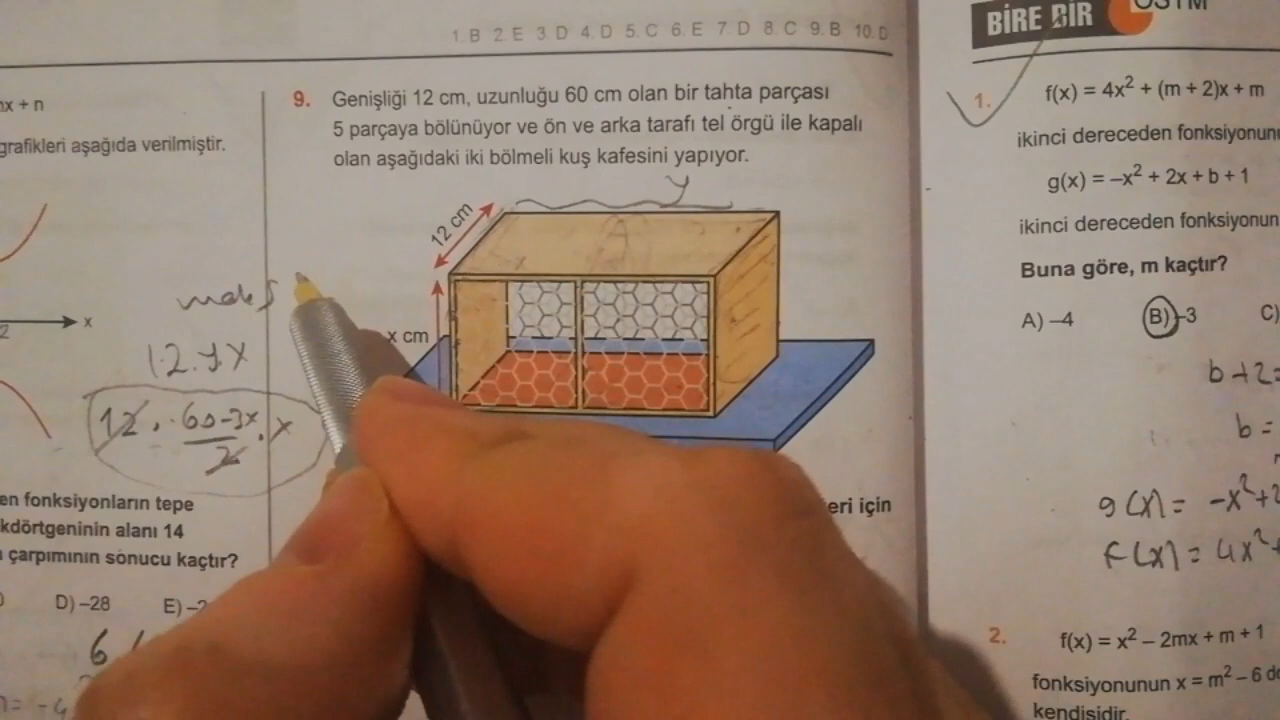 1. B 2. E 3. D 4. D 5. C 6. E 7. D 8. C 9. B 10. D
x + n
grafikleri aşağıda verilmiştir.
x
en fonksiyonların tepe
kdörtgeninin alanı 14
çarpımının sonucu kaçtır?
D) –28
E)
9. Genişliği 12 cm, uzunluğu 60 cm olan bir tahta parçası
5 parçaya bölünüyor ve ön ve arka tarafı tel örgü ile kapalı
olan aşağıdaki iki bölmeli kuş kafesini yapıyor.
y
12 cm
x cm
12.y.x
12. 60-3x/2 .x
eri için
BİRE BİR
ÖSYM
1. f(x) = 4x² + (m + 2)x + m
ikinci dereceden fonksiyonun
g(x) = –x² + 2x + b + 1
ikinci dereceden fonksiyonun
Buna göre, m kaçtır?
A) –4
B) –3
C)
b+2=
b =
g(x) = -x²+2
f(x) = 4x²+
2. f(x) = x² – 2mx + m + 1
fonksiyonunun x = m² – 6 d
kendisidir.